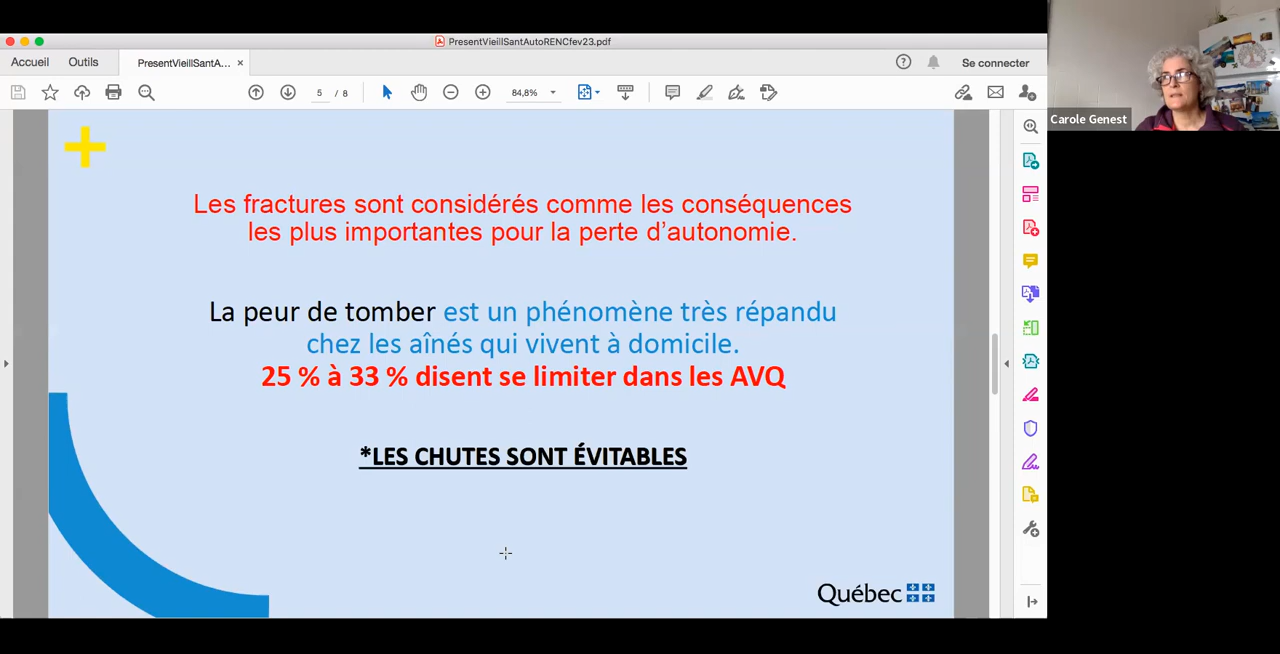 PresentVieillSantAutoRENCfev23.pdf
Accueil
Outils
PresentVieillSantA...
Se connecter
5 / 8
84,8%
Carole Genest
Les fractures sont considérés comme les conséquences
les plus importantes pour la perte d’autonomie.
La peur de tomber est un phénomène très répandu
chez les aînés qui vivent à domicile.
25 % à 33 % disent se limiter dans les AVQ
*LES CHUTES SONT ÉVITABLES
Québec